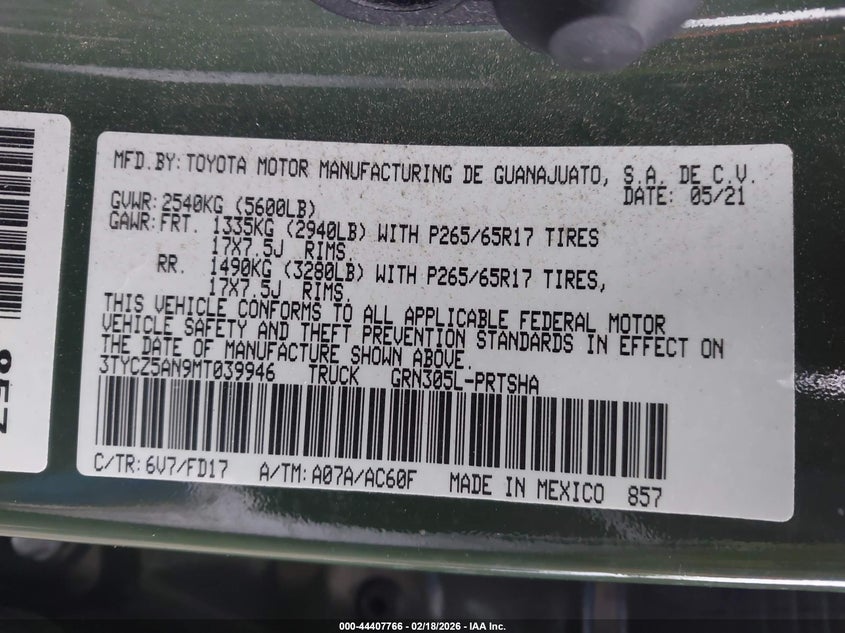 MFD.BY:TOYOTA MOTOR MANUFACTURING DE GUANAJUATO, S.A. DE C.V.
DATE: 05/21
GVWR:2540KG (5600LB)
GAWR:FRT. 1335KG (2940LB) WITH P265/65R17 TIRES
17X7.5J RIMS.
RR. 1490KG (3280LB) WITH P265/65R17 TIRES,
17X7.5J RIMS.
THIS VEHICLE CONFORMS TO ALL APPLICABLE FEDERAL MOTOR
VEHICLE SAFETY AND THEFT PREVENTION STANDARDS IN EFFECT ON
THE DATE OF MANUFACTURE SHOWN ABOVE.
3TYCZ5AN9MT039946 TRUCK GRN305L-PRTSHA
C/TR:6V7/FD17 A/TM:A07A/AC60F MADE IN MEXICO 857
857
000-44407766 - 02/18/2026 - IAA Inc.